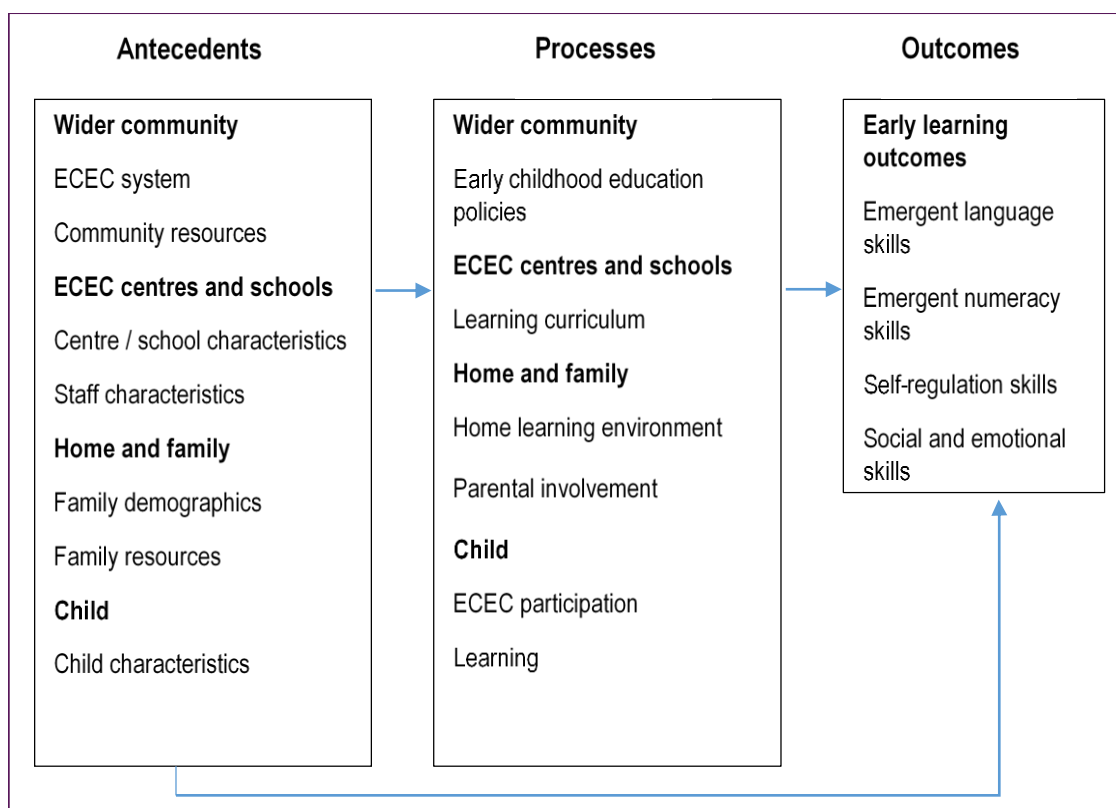 Antecedents
Wider community
ECEC system
Community resources
ECEC centres and schools
Centre / school characteristics
Staff characteristics
Home and family
Family demographics
Family resources
Child
Child characteristics
Processes
Wider community
Early childhood education
policies
ECEC centres and schools
Learning curriculum
Home and family
Home learning environment
Parental involvement
Child
ECEC participation
Learning
Outcomes
Early learning
outcomes
Emergent language
skills
Emergent numeracy
skills
Self-regulation skills
Social and emotional
skills